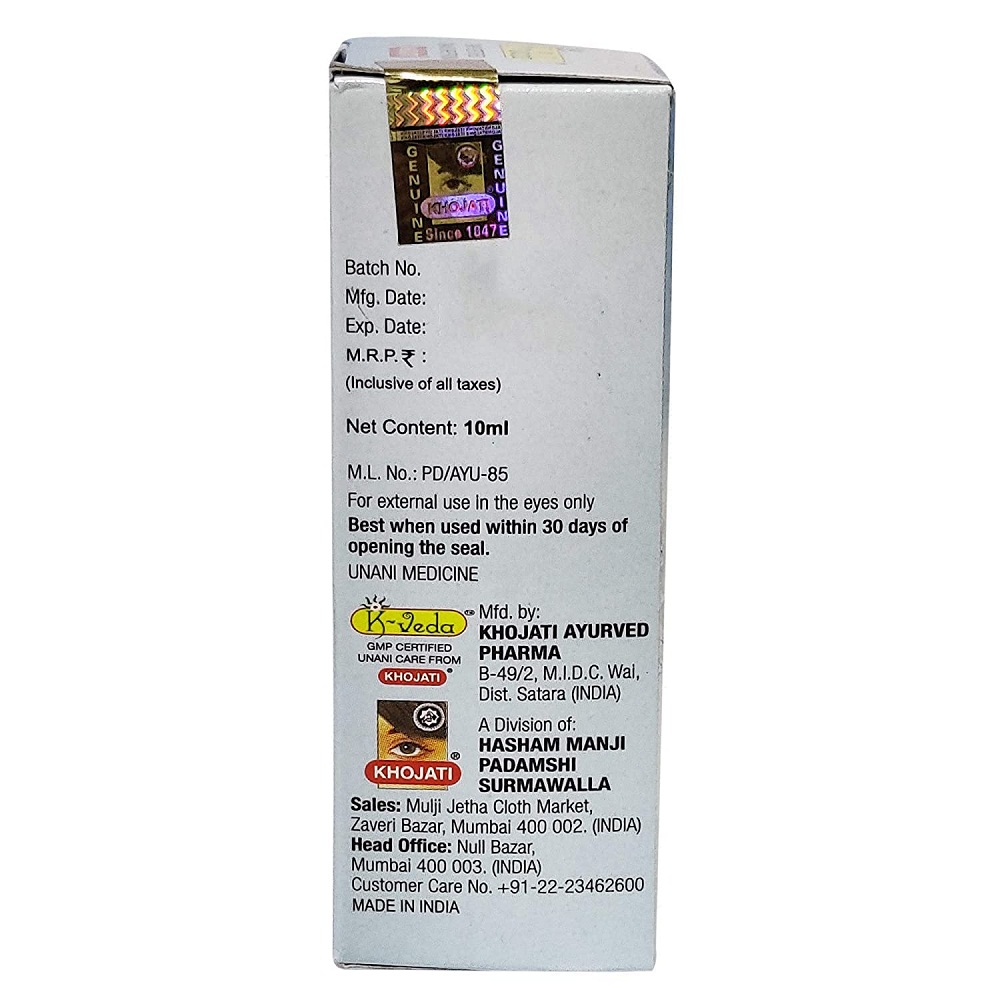 GENUINE
GENUINE
KHOJATI
Since 1847
Batch No.
Mfg. Date:
Exp. Date:
M.R.P.₹ :
(Inclusive of all taxes)
Net Content: 10ml
M.L. No.: PD/AYU-85
For external use in the eyes only
Best when used within 30 days of
opening the seal.
UNANI MEDICINE
K-Veda
GMP CERTIFIED
UNANI CARE FROM
KHOJATI®
Mfd. by:
KHOJATI AYURVED
PHARMA
B-49/2, M.I.D.C. Wai,
Dist. Satara (INDIA)
KHOJATI®
A Division of:
HASHAM MANJI
PADAMSHI
SURMAWALLA
Sales: Mulji Jetha Cloth Market,
Zaveri Bazar, Mumbai 400 002. (INDIA)
Head Office: Null Bazar,
Mumbai 400 003. (INDIA)
Customer Care No. +91-22-23462600
MADE IN INDIA